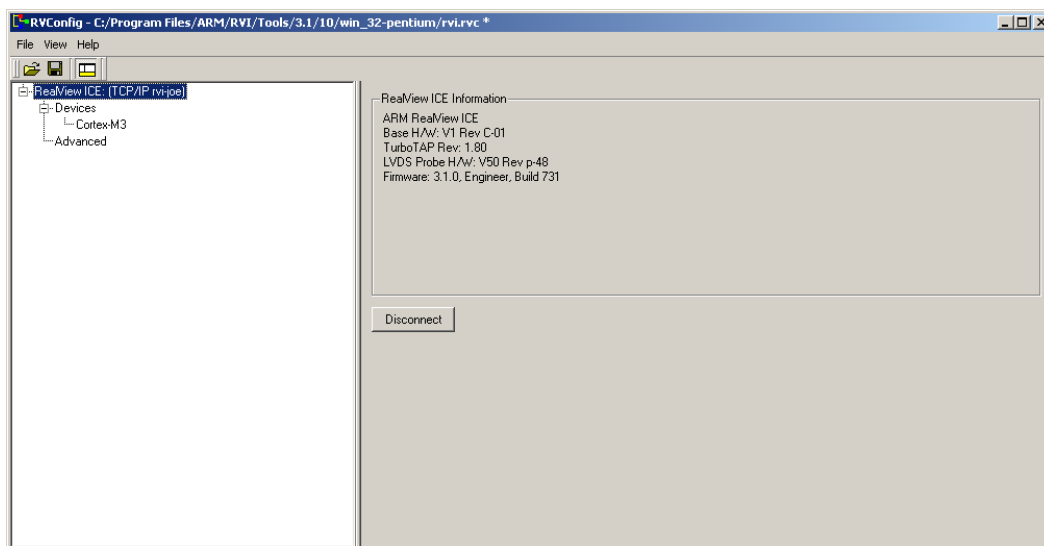 RVConfig - C:/Program Files/ARM/RVI/Tools/3.1/10/win_32-pentium/rvi.rvc *
File View Help
RealView ICE: (TCP/IP rvi-joe)
Devices
Cortex-M3
Advanced
RealView ICE Information
ARM RealView ICE
Base H/W: V1 Rev C-01
TurboTAP Rev: 1.80
LVDS Probe H/W: V50 Rev p-48
Firmware: 3.1.0, Engineer, Build 731
Disconnect